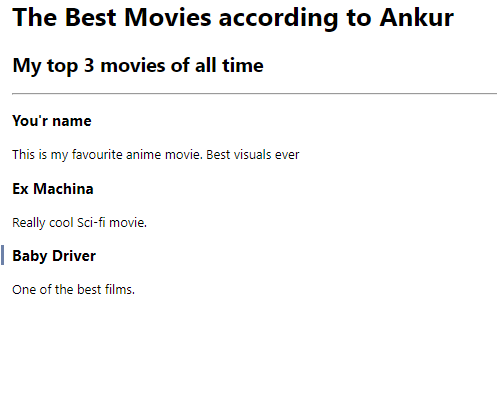 The Best Movies according to Ankur
My top 3 movies of all time
You'r name
This is my favourite anime movie. Best visuals ever
Ex Machina
Really cool Sci-fi movie.
Baby Driver
One of the best films.